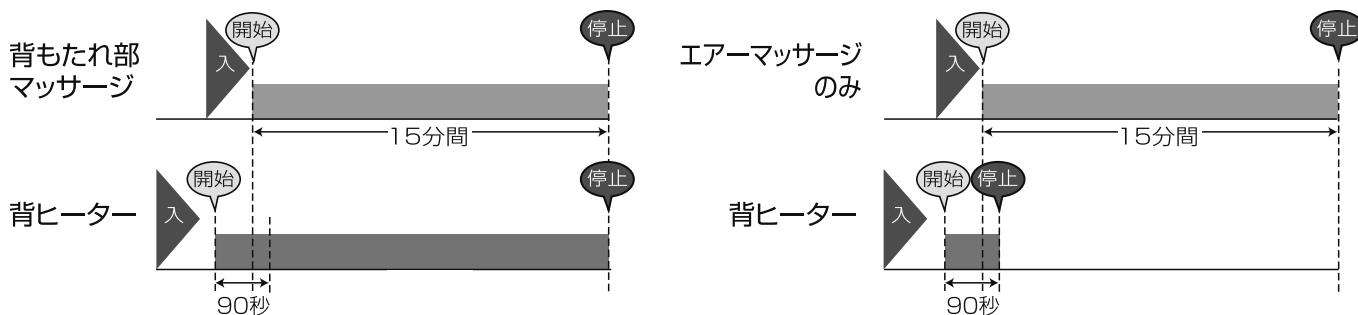 開始
停止
背もたれ部
マッサージ
入
15分間
開始
停止
背ヒーター
入
90秒
開始
停止
エアーマッサージ
のみ
入
15分間
開始
停止
背ヒーター
入
90秒